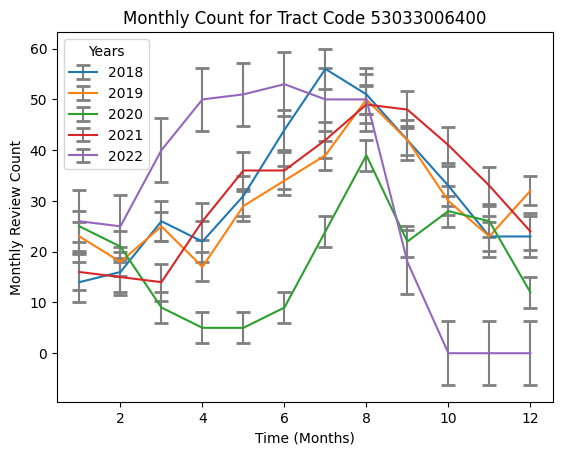 Monthly Count for Tract Code 53033006400
Monthly Review Count
60
50
40
30
20
10
0
Years
2018
2019
2020
2021
2022
2 4 6 8 10 12
Time (Months)